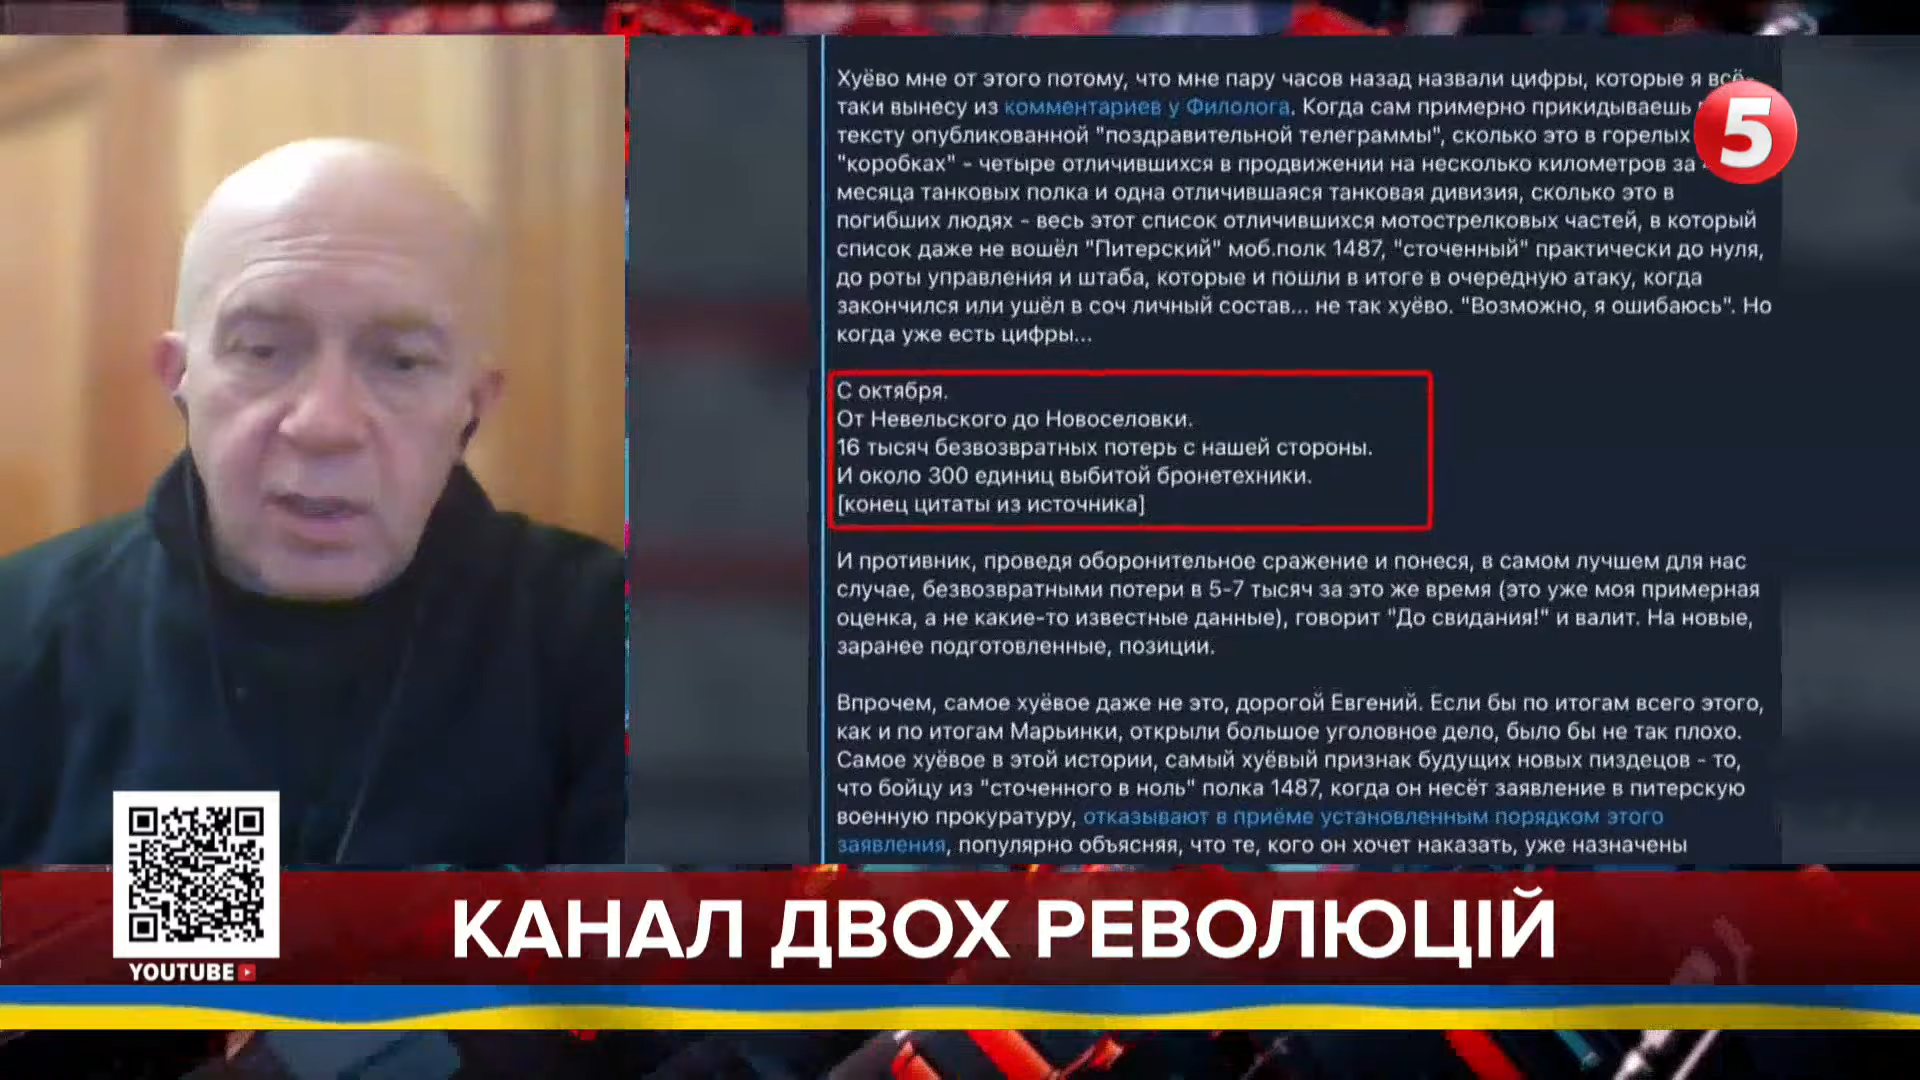 Хуёво мне от этого потому, что мне пару часов назад назвали цифры, которые я всё-
таки вынесу из комментариев у Филолога. Когда сам примерно прикидываешь
тексту опубликованной "поздравительной телеграммы", сколько это в горелых
"коробках" - четыре отличившихся в продвижении на несколько километров за
месяца танковых полка и одна отличившаяся танковая дивизия, сколько это в
погибших людях - весь этот список отличившихся мотострелковых частей, в который
список даже не вошёл "Питерский" моб.полк 1487, "сточенный" практически до нуля,
до роты управления и штаба, которые и пошли в итоге в очередную атаку, когда
закончился или ушёл в соч личный состав... не так хуёво. "Возможно, я ошибаюсь". Но
когда уже есть цифры...
С октября.
От Невельского до Новоселовки.
16 тысяч безвозвратных потерь с нашей стороны.
И около 300 единиц выбитой бронетехники.
[конец цитаты из источника]
И противник, проведя оборонительное сражение и понеся, в самом лучшем для нас
случае, безвозвратными потери в 5-7 тысяч за это же время (это уже моя примерная
оценка, а не какие-то известные данные), говорит "До свидания!" и валит. На новые,
заранее подготовленные, позиции.
Впрочем, самое хуёвое даже не это, дорогой Евгений. Если бы по итогам всего этого,
как и по итогам Марьинки, открыли большое уголовное дело, было бы не так плохо.
Самое хуёвое в этой истории, самый хуёвый признак будущих новых пиздецов - то,
что бойцу из "сточенного в ноль" полка 1487, когда он несёт заявление в питерскую
военную прокуратуру, отказывают в приёме установленным порядком этого
заявления, популярно объясняя, что те, кого он хочет наказать, уже назначены
5
YOUTUBE
КАНАЛ ДВОХ РЕВОЛЮЦІЙ